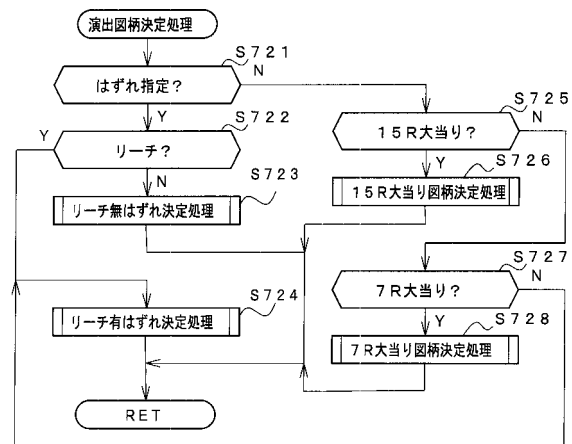 演出図柄決定処理
S721
はずれ指定?
N
Y
S722
Y
リーチ?
N
S723
リーチ無はずれ決定処理
S724
リーチ有はずれ決定処理
RET
S725
N
15R大当り?
Y
S726
15R大当り図柄決定処理
S727
N
7R大当り?
Y
S728
7R大当り図柄決定処理